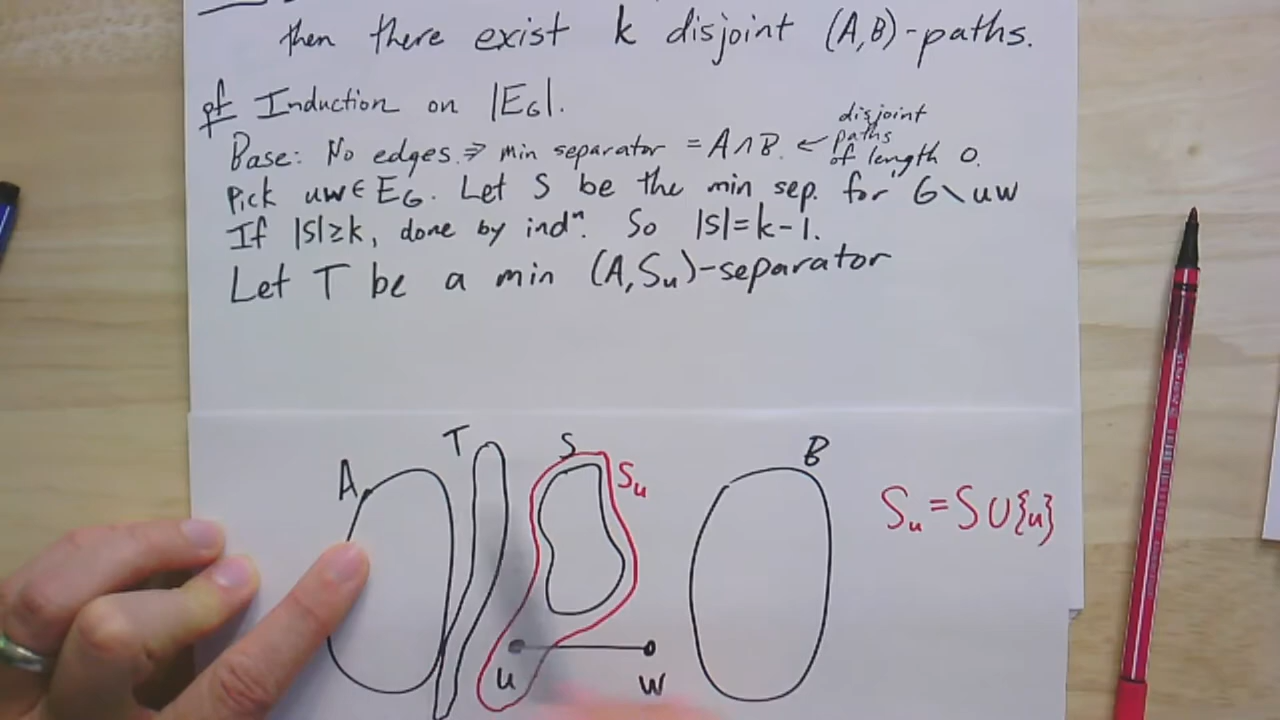 then there exist k disjoint (A,B)-paths.
pf Induction on |E_G|.
Base: No edges. ⇒ min separator = A∩B. ← disjoint paths of length 0.
Pick uw ∈ E_G. Let S be the min sep. for G\uw
If |S|≥k, done by indⁿ. So |S|=k-1.
Let T be a min (A,S_u)-separator
A T S S_u B
S_u = S∪{u}
u w